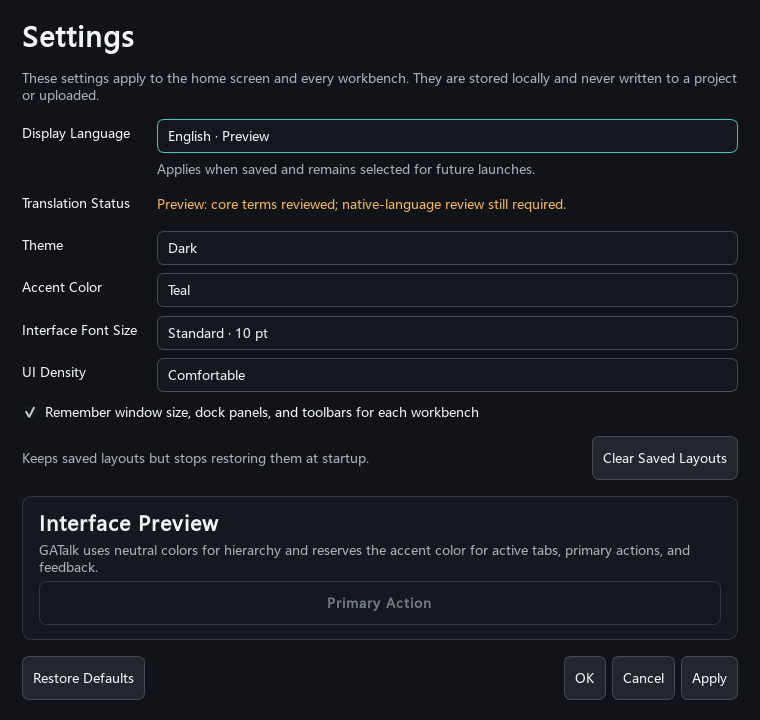 Settings
These settings apply to the home screen and every workbench. They are stored locally and never written to a project
or uploaded.
Display Language
English · Preview
Applies when saved and remains selected for future launches.
Translation Status
Preview: core terms reviewed; native-language review still required.
Theme
Dark
Accent Color
Teal
Interface Font Size
Standard · 10 pt
UI Density
Comfortable
Remember window size, dock panels, and toolbars for each workbench
Keeps saved layouts but stops restoring them at startup.
Clear Saved Layouts
Interface Preview
GATalk uses neutral colors for hierarchy and reserves the accent color for active tabs, primary actions, and
feedback.
Primary Action
Restore Defaults
OK
Cancel
Apply